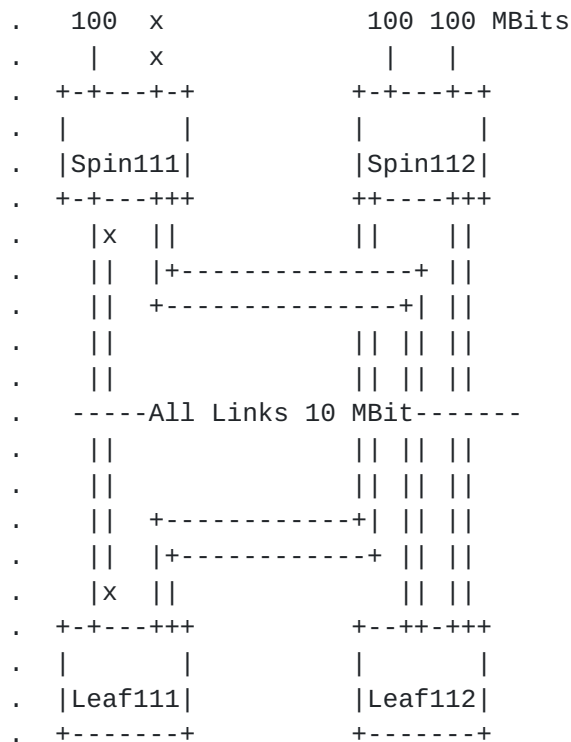 .   100  x             100 100 MBits
.    |   x              |   |
.  +-+---+-+          +-+---+-+
.  |       |          |       |
.  |Spin111|          |Spin112|
.  +-+---+++          ++----+++
.    |x  ||           ||   ||
.    ||  |+---------------+ ||
.    ||  +---------------+| ||
.    ||               || || ||
.    ||               || || ||
.   -----All Links 10 MBit-------
.    ||               || || ||
.    ||               || || ||
.    ||  +------------+| || ||
.    ||  |+------------+ || ||
.    |x  ||              || ||
.  +-+---+++          +--++-+++
.  |       |          |       |
.  |Leaf111|          |Leaf112|
.  +-------+          +-------+